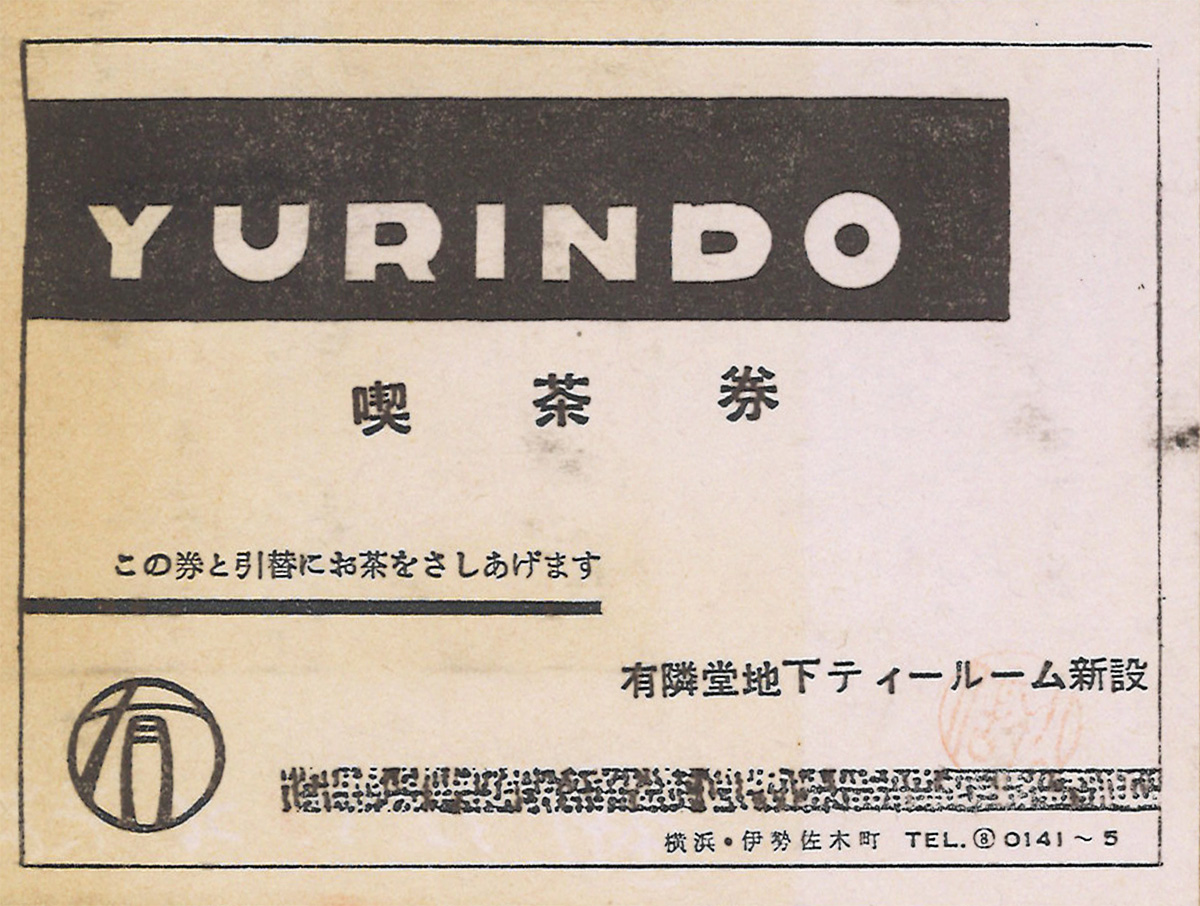 YURINDO
喫茶券
この券と引替にお茶をさしあげます
有隣堂地下ティールーム新設
有
横浜・伊勢佐木町 TEL.⑧0141～5